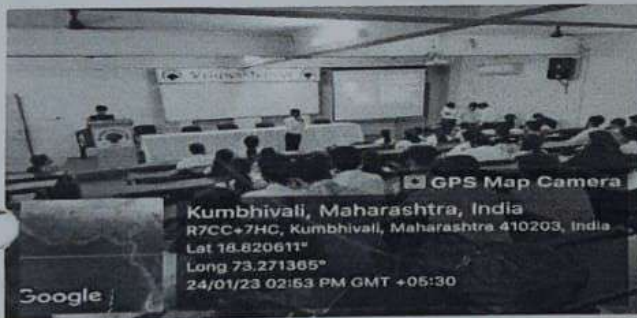 GPS Map Camera
Kumbhivali, Maharashtra, India
R7CC+7HC, Kumbhivali, Maharashtra 410203, India
Lat 18.820611°
Long 73.271365°
24/01/23 02:53 PM GMT +05:30
Google